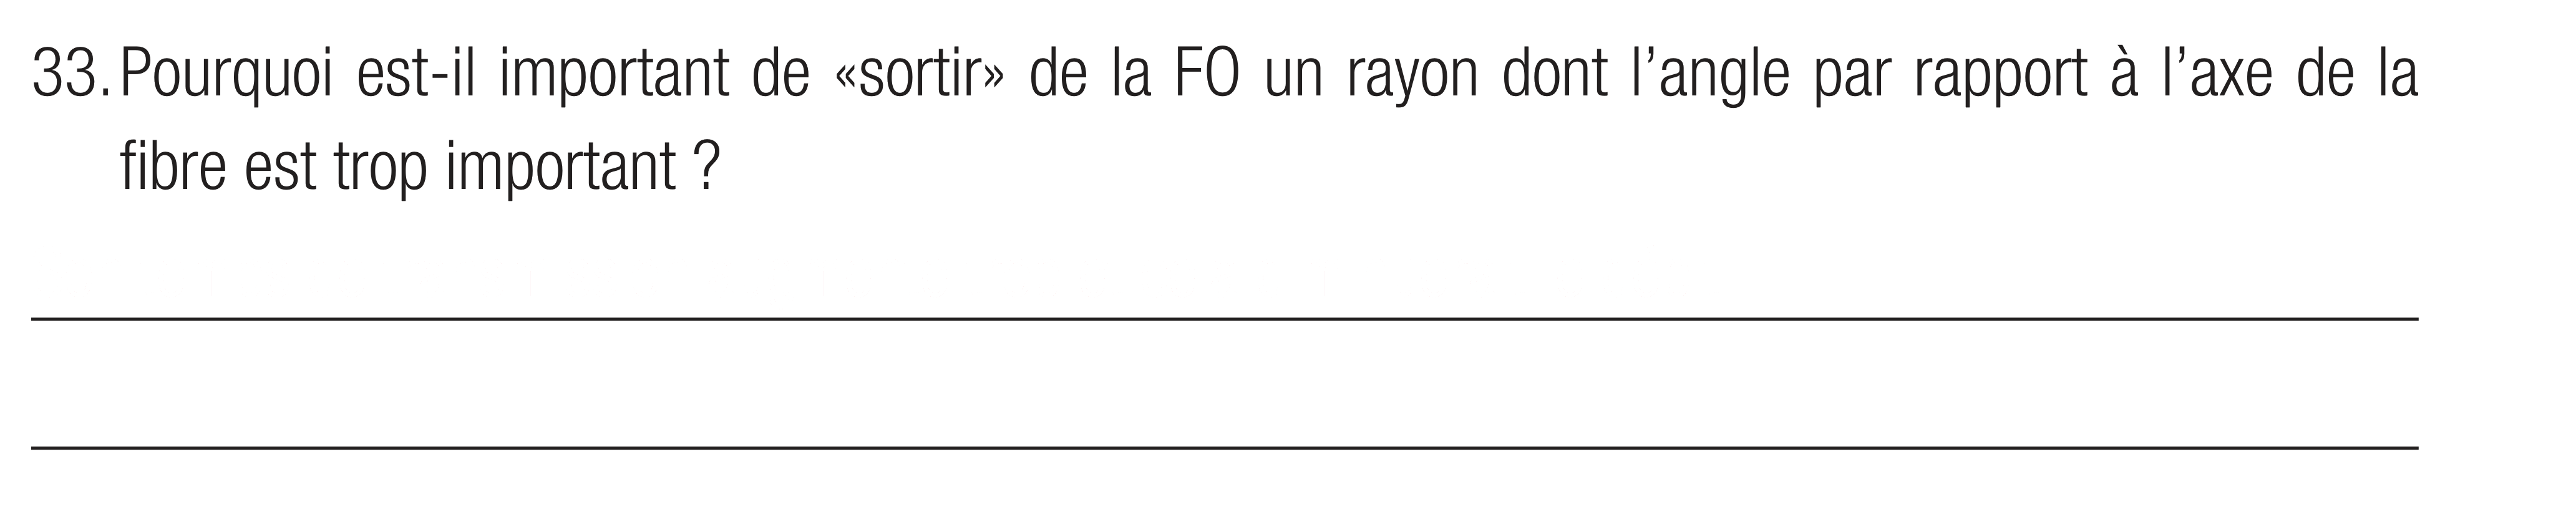 33. Pourquoi est-il important de «sortir» de la FO un rayon dont l’angle par rapport à l’axe de la
fibre est trop important ?